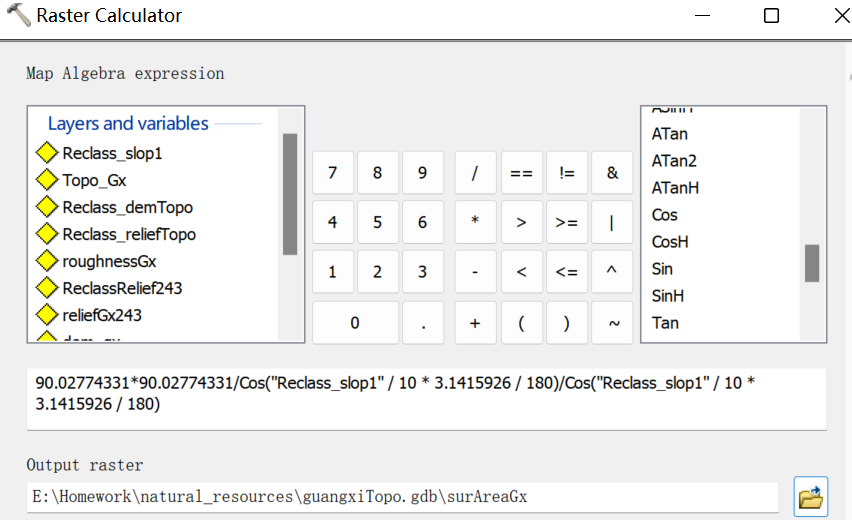 Raster Calculator
Map Algebra expression
Layers and variables
Reclass_slop1
Topo_Gx
Reclass_demTopo
Reclass_reliefTopo
roughnessGx
ReclassRelief243
reliefGx243
7 8 9 / == != &
4 5 6 * > >= |
1 2 3 - < <= ^
0 . + ( ) ~
ATan
ATan2
ATanH
Cos
CosH
Sin
SinH
Tan
90.02774331*90.02774331/Cos("Reclass_slop1" / 10 * 3.1415926 / 180)/Cos("Reclass_slop1" / 10 *
3.1415926 / 180)
Output raster
E:\Homework\natural_resources\guangxiTopo.gdb\surAreaGx